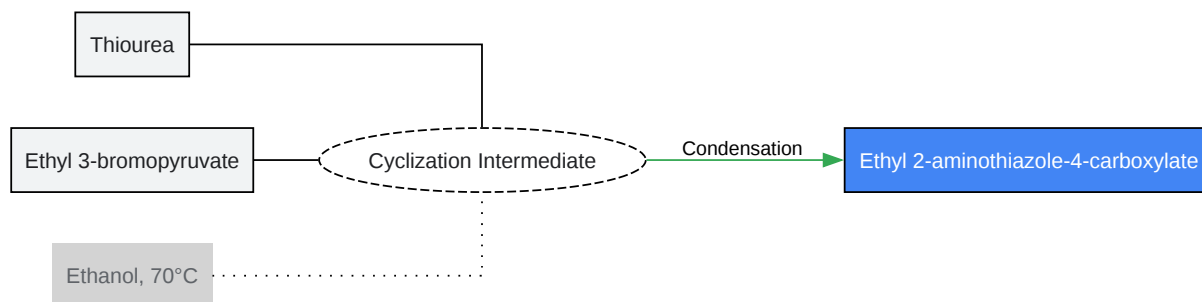 Thiourea
Ethyl 3-bromopyruvate
Cyclization Intermediate
Condensation
Ethyl 2-aminothiazole-4-carboxylate
Ethanol, 70°C